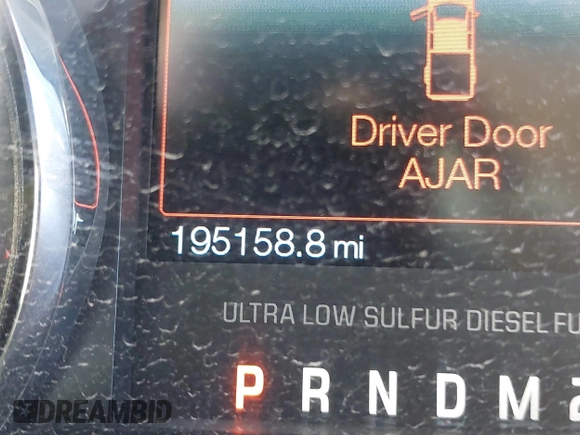 Driver Door
AJAR
195158.8 mi
ULTRA LOW SULFUR DIESEL
P R N D M
DREAMBID